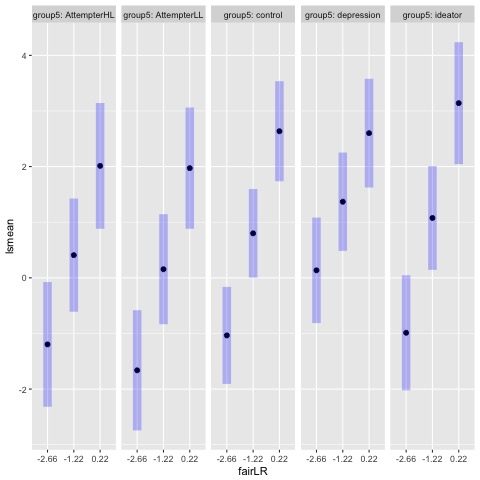 group5: AttempterHL group5: AttempterLL group5: control group5: depression group5: ideator
4
2
0
-2
lsmean
-2.66 -1.22 0.22 -2.66 -1.22 0.22 -2.66 -1.22 0.22 -2.66 -1.22 0.22 -2.66 -1.22 0.22
fairLR